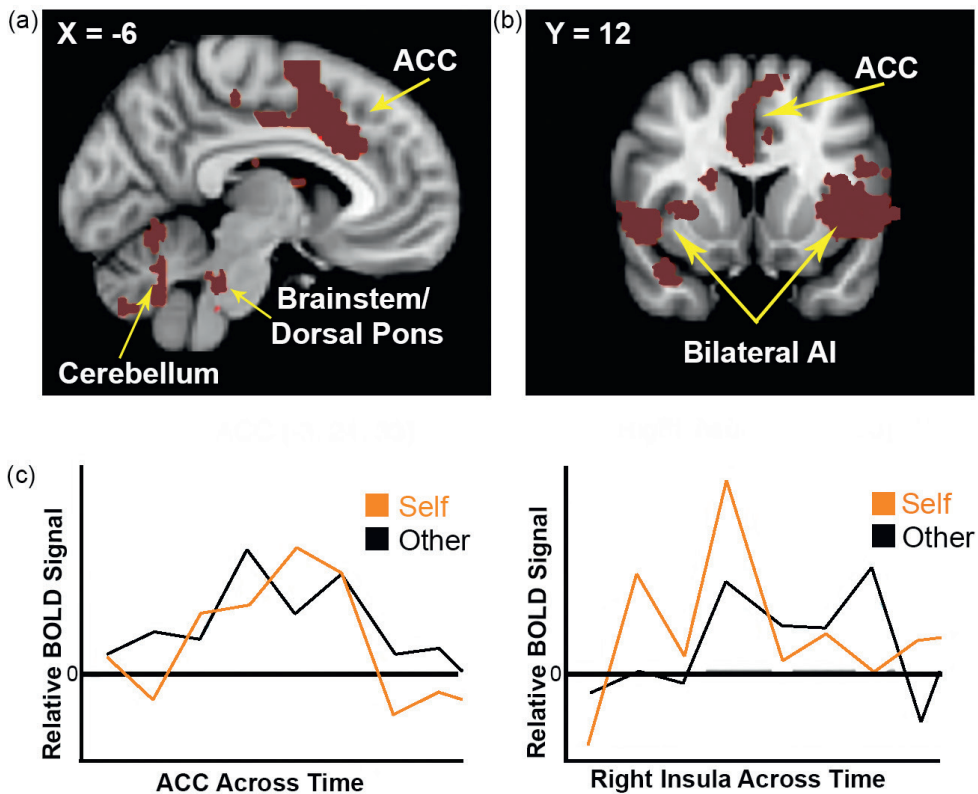 (a)
X = -6
ACC
Brainstem/
Dorsal Pons
Cerebellum
(b)
Y = 12
ACC
Bilateral AI
(c)
Relative BOLD Signal
0
Self
Other
ACC Across Time
Relative BOLD Signal
0
Self
Other
Right Insula Across Time